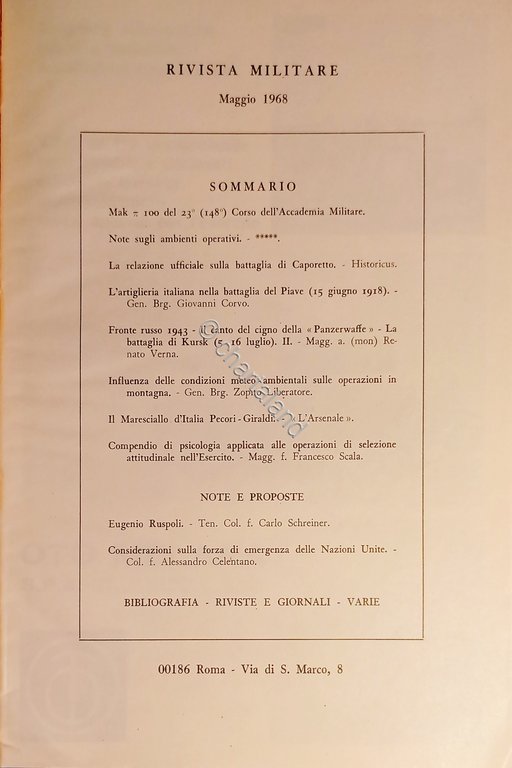 RIVISTA MILITARE
Maggio 1968
SOMMARIO
Mak π 100 del 23° (148°) Corso dell'Accademia Militare.
Note sugli ambienti operativi. - *****.
La relazione ufficiale sulla battaglia di Caporetto. - Historicus.
L'artiglieria italiana nella battaglia del Piave (15 giugno 1918). -
Gen. Brg. Giovanni Corvo.
Fronte russo 1943 - Il canto del cigno della « Panzerwaffe » - La
battaglia di Kursk (5-16 luglio). II. - Magg. a. (mon) Re-
nato Verna.
Influenza delle condizioni meteo-ambientali sulle operazioni in
montagna. - Gen. Brg. Zopito Liberatore.
Il Maresciallo d'Italia Pecori-Giraldi. - « L'Arsenale ».
Compendio di psicologia applicata alle operazioni di selezione
attitudinale nell'Esercito. - Magg. f. Francesco Scala.
NOTE E PROPOSTE
Eugenio Ruspoli. - Ten. Col. f. Carlo Schreiner.
Considerazioni sulla forza di emergenza delle Nazioni Unite. -
Col. f. Alessandro Celentano.
BIBLIOGRAFIA - RIVISTE E GIORNALI - VARIE
00186 Roma - Via di S. Marco, 8
© chartaland